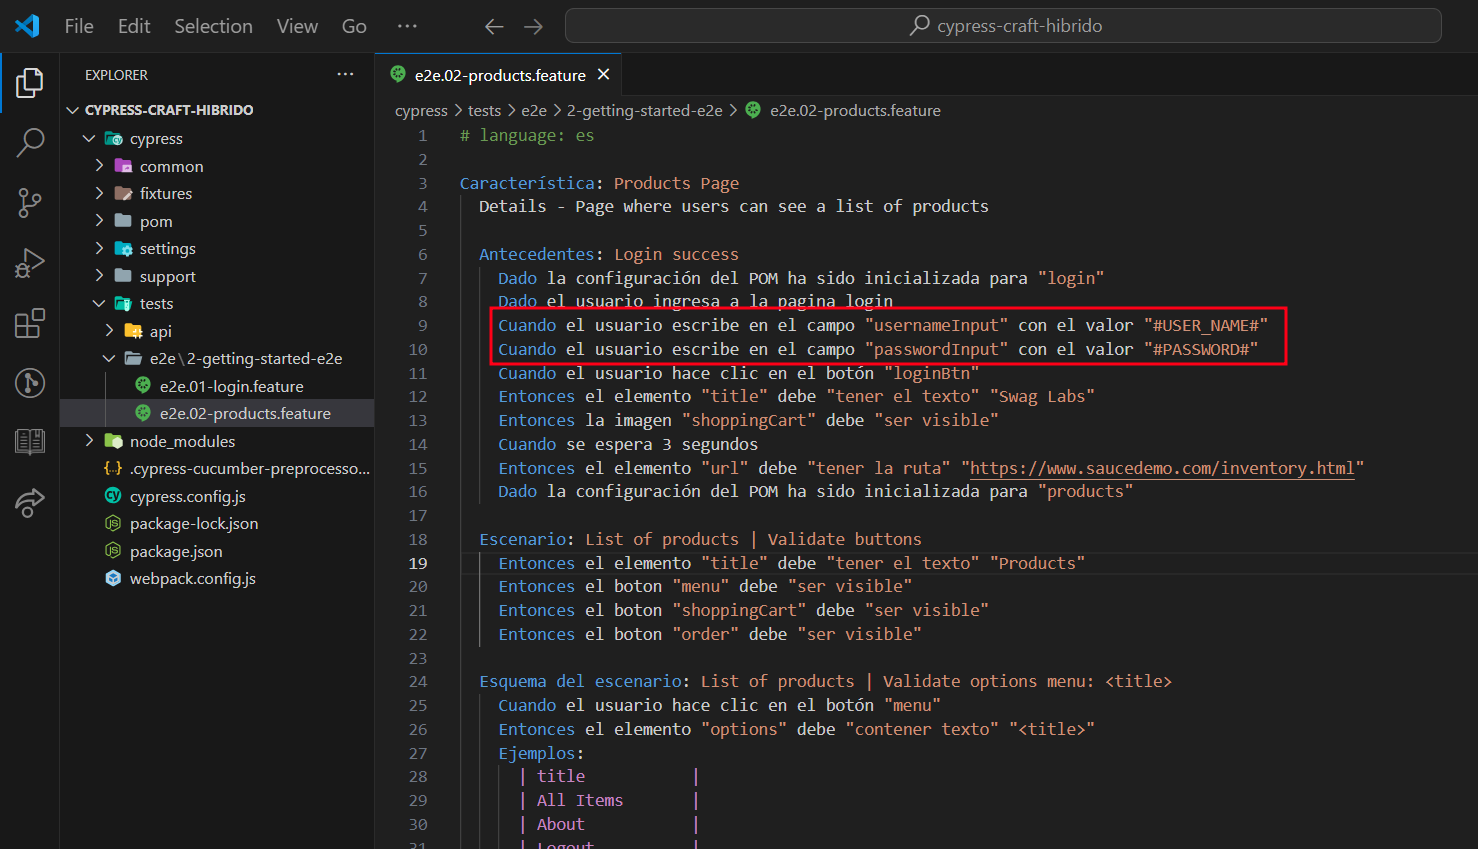 File Edit Selection View Go ···
cypress-craft-hibrido
EXPLORER ···
CYPRESS-CRAFT-HIBRIDO
cypress
common
fixtures
pom
settings
support
tests
api
e2e\2-getting-started-e2e
e2e.01-login.feature
e2e.02-products.feature
node_modules
.cypress-cucumber-preprocesso...
cypress.config.js
package-lock.json
package.json
webpack.config.js
e2e.02-products.feature
cypress > tests > e2e > 2-getting-started-e2e > e2e.02-products.feature
1 # language: es
2
3 Característica: Products Page
4 Details - Page where users can see a list of products
5
6 Antecedentes: Login success
7 Dado la configuración del POM ha sido inicializada para "login"
8 Dado el usuario ingresa a la pagina login
9 Cuando el usuario escribe en el campo "usernameInput" con el valor "#USER_NAME#"
10 Cuando el usuario escribe en el campo "passwordInput" con el valor "#PASSWORD#"
11 Cuando el usuario hace clic en el botón "loginBtn"
12 Entonces el elemento "title" debe "tener el texto" "Swag Labs"
13 Entonces la imagen "shoppingCart" debe "ser visible"
14 Cuando se espera 3 segundos
15 Entonces el elemento "url" debe "tener la ruta" "https://www.saucedemo.com/inventory.html"
16 Dado la configuración del POM ha sido inicializada para "products"
17
18 Escenario: List of products | Validate buttons
19 Entonces el elemento "title" debe "tener el texto" "Products"
20 Entonces el boton "menu" debe "ser visible"
21 Entonces el boton "shoppingCart" debe "ser visible"
22 Entonces el boton "order" debe "ser visible"
23
24 Esquema del escenario: List of products | Validate options menu: <title>
25 Cuando el usuario hace clic en el botón "menu"
26 Entonces el elemento "options" debe "contener texto" "<title>"
27 Ejemplos:
28 | title |
29 | All Items |
30 | About |
31 | Logout |